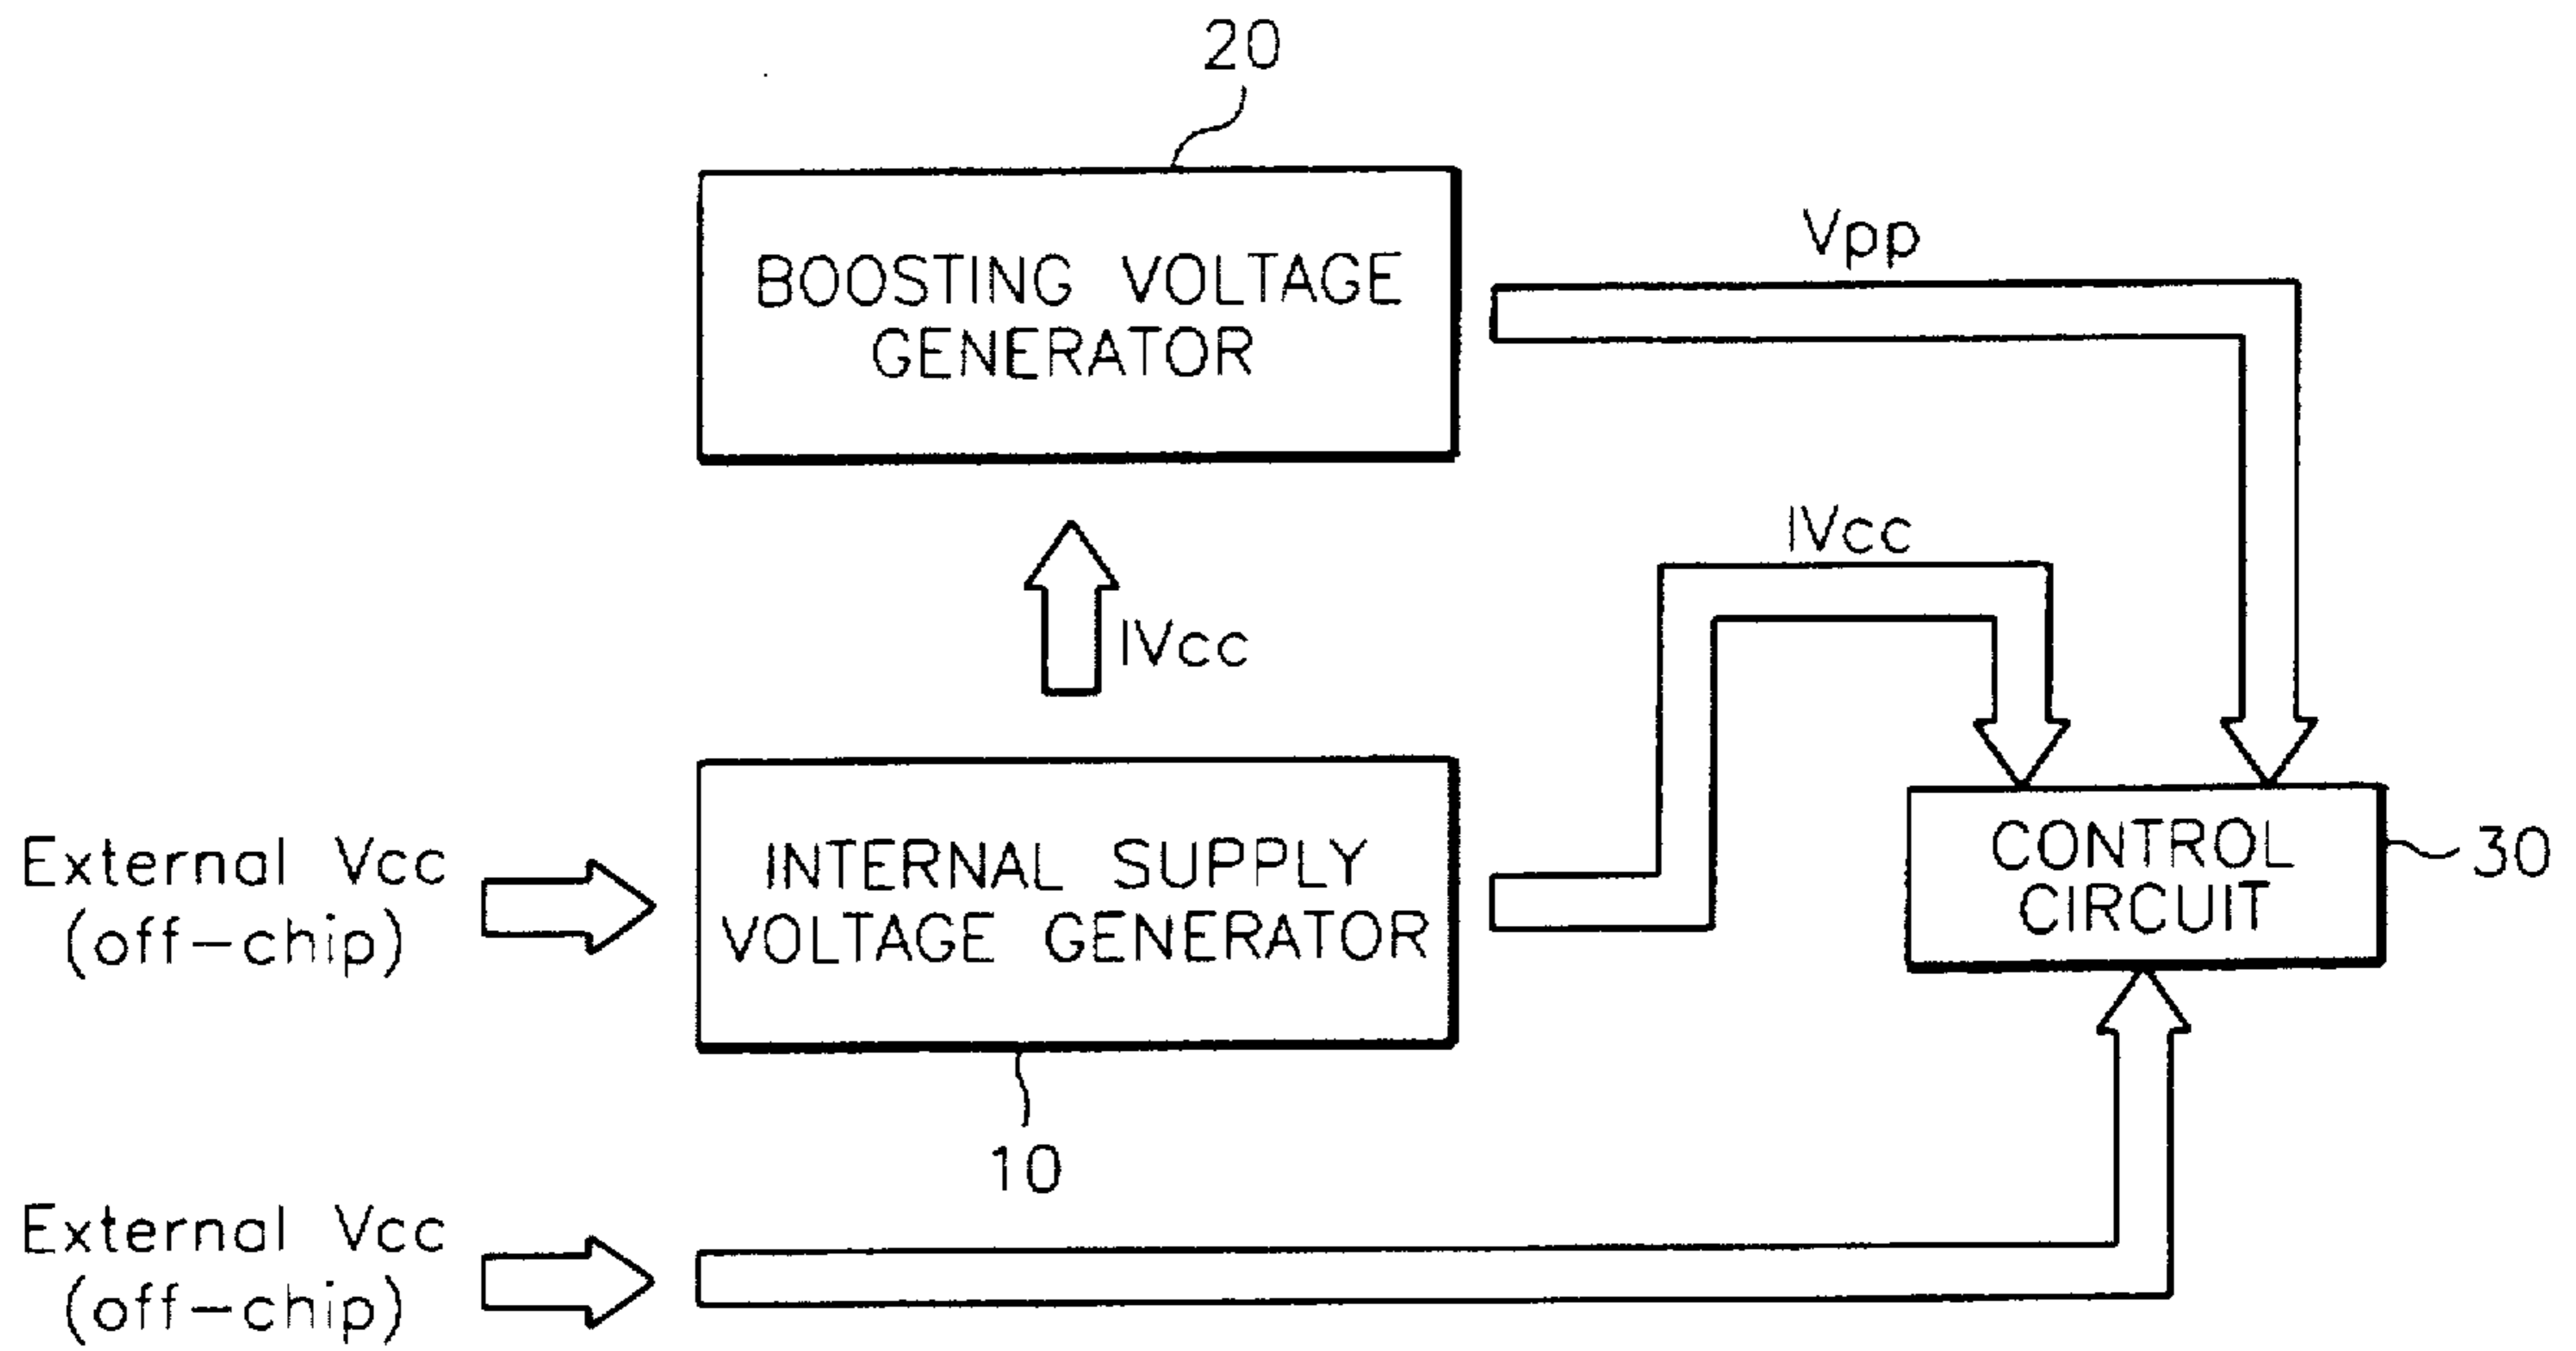 20
BOOSTING VOLTAGE
GENERATOR
Vpp
IVcc
IVcc
External Vcc
(off-chip)
INTERNAL SUPPLY
VOLTAGE GENERATOR
CONTROL
CIRCUIT
30
10
External Vcc
(off-chip)